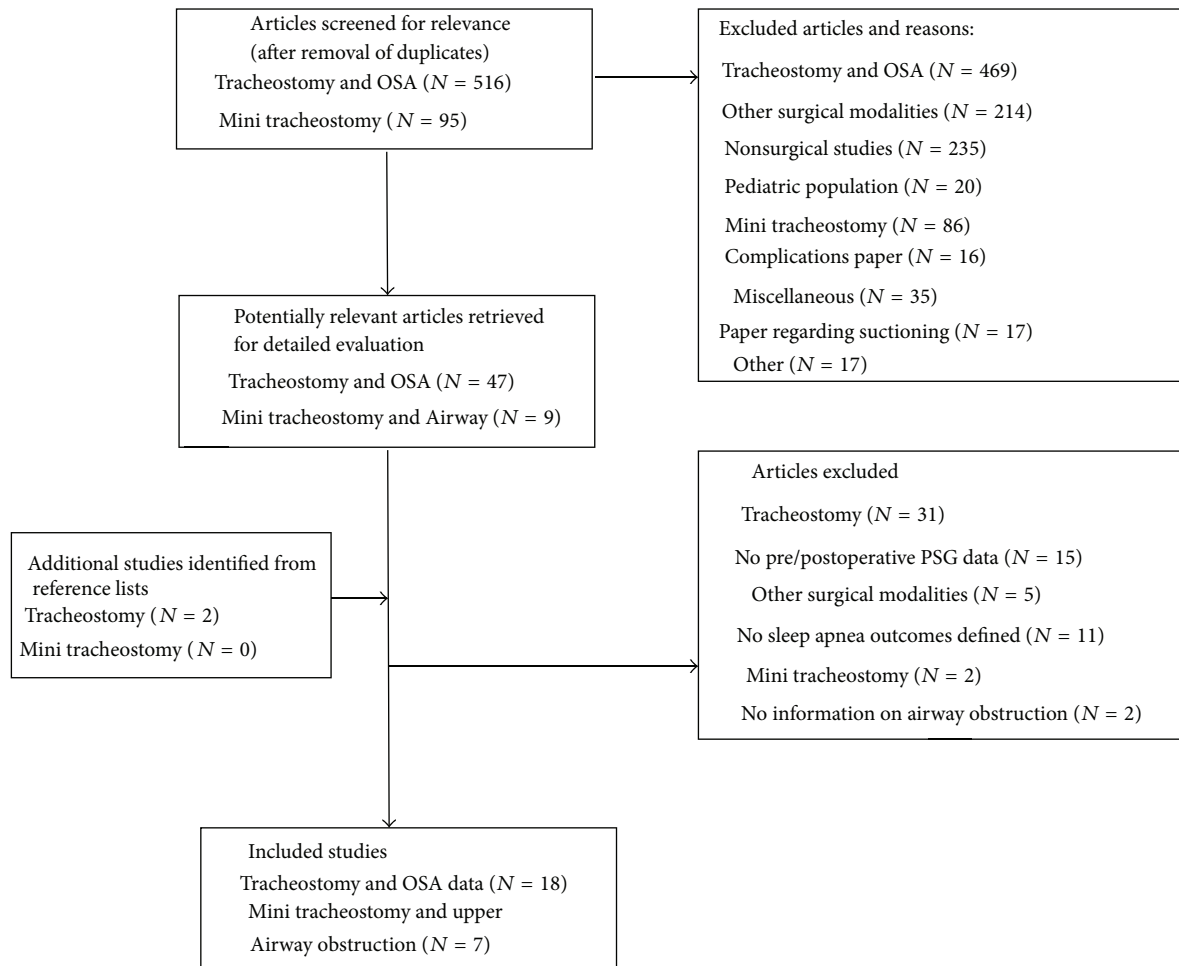 Articles screened for relevance
(after removal of duplicates)
Tracheostomy and OSA (N = 516)
Mini tracheostomy (N = 95)
Excluded articles and reasons:
Tracheostomy and OSA (N = 469)
Other surgical modalities (N = 214)
Nonsurgical studies (N = 235)
Pediatric population (N = 20)
Mini tracheostomy (N = 86)
Complications paper (N = 16)
Miscellaneous (N = 35)
Paper regarding suctioning (N = 17)
Other (N = 17)
Potentially relevant articles retrieved
for detailed evaluation
Tracheostomy and OSA (N = 47)
Mini tracheostomy and Airway (N = 9)
Additional studies identified from
reference lists
Tracheostomy (N = 2)
Mini tracheostomy (N = 0)
Articles excluded
Tracheostomy (N = 31)
No pre/postoperative PSG data (N = 15)
Other surgical modalities (N = 5)
No sleep apnea outcomes defined (N = 11)
Mini tracheostomy (N = 2)
No information on airway obstruction (N = 2)
Included studies
Tracheostomy and OSA data (N = 18)
Mini tracheostomy and upper
Airway obstruction (N = 7)